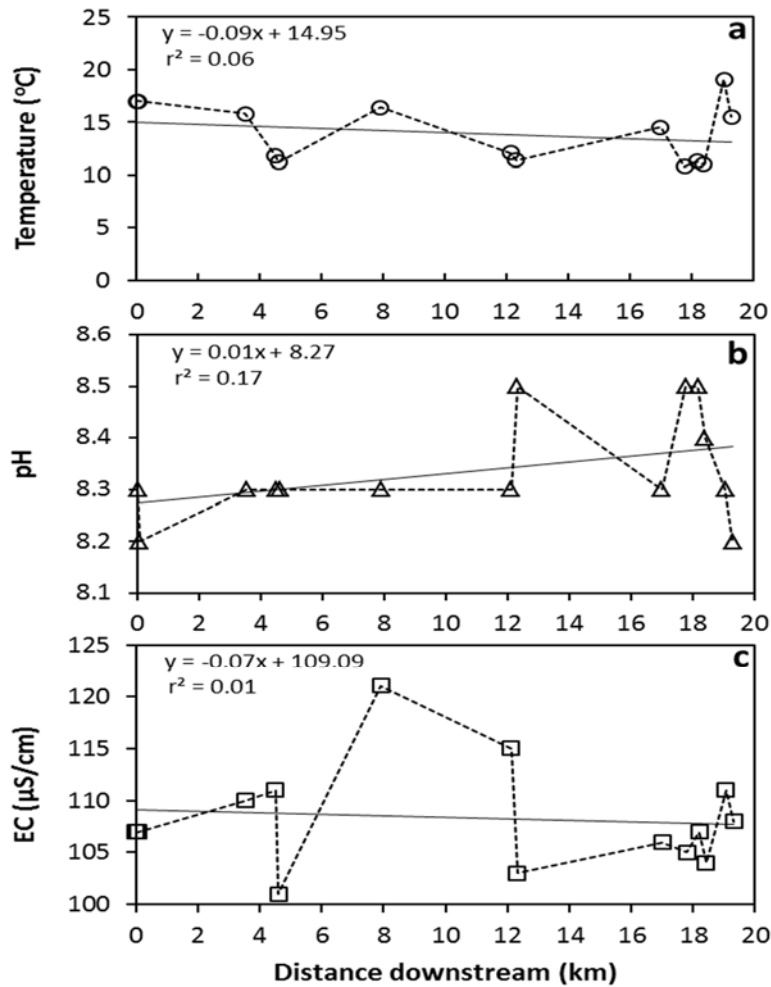 25
20
15
10
5
0
Temperature (°C)
y = -0.09x + 14.95
r² = 0.06
a
0 2 4 6 8 10 12 14 16 18 20
8.6
8.5
8.4
8.3
8.2
8.1
pH
y = 0.01x + 8.27
r² = 0.17
b
0 2 4 6 8 10 12 14 16 18 20
125
120
115
110
105
100
EC (µS/cm)
y = -0.07x + 109.09
r² = 0.01
c
0 2 4 6 8 10 12 14 16 18 20
Distance downstream (km)